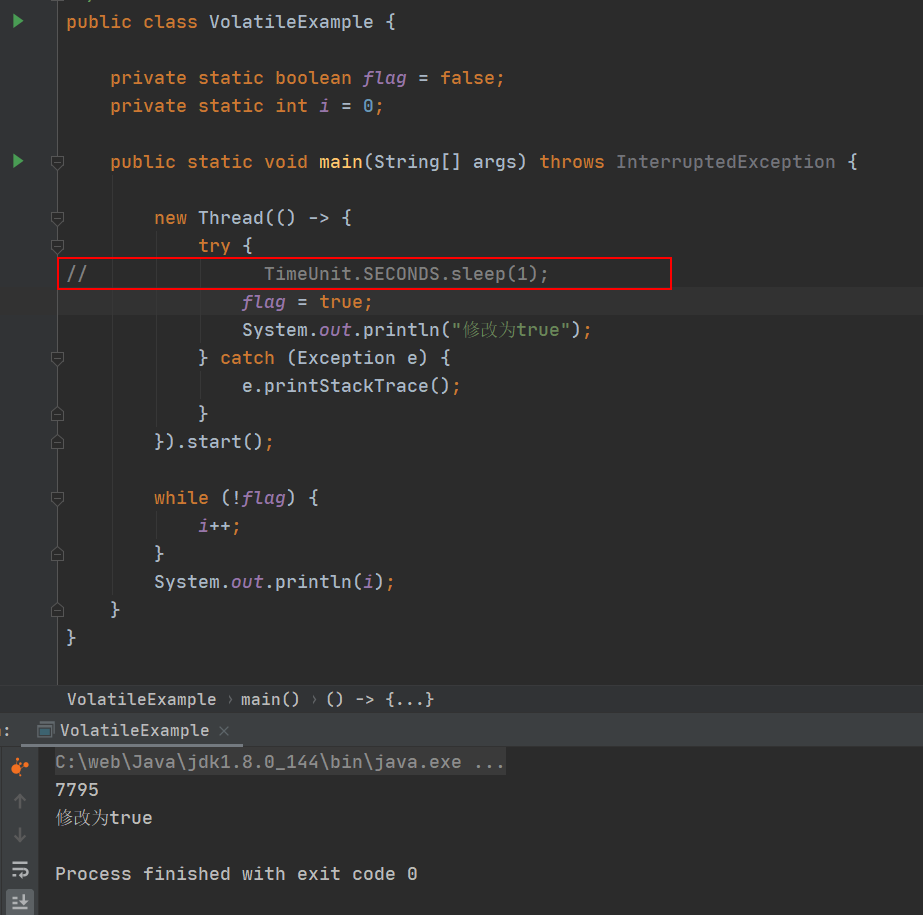 public class VolatileExample {
private static boolean flag = false;
private static int i = 0;
public static void main(String[] args) throws InterruptedException {
new Thread(() -> {
try {
// TimeUnit.SECONDS.sleep(1);
flag = true;
System.out.println("修改为true");
} catch (Exception e) {
e.printStackTrace();
}
}).start();
while (!flag) {
i++;
}
System.out.println(i);
}
}
VolatileExample › main() › () -> {...}
: VolatileExample ×
C:\web\Java\jdk1.8.0_144\bin\java.exe ...
7795
修改为true
Process finished with exit code 0